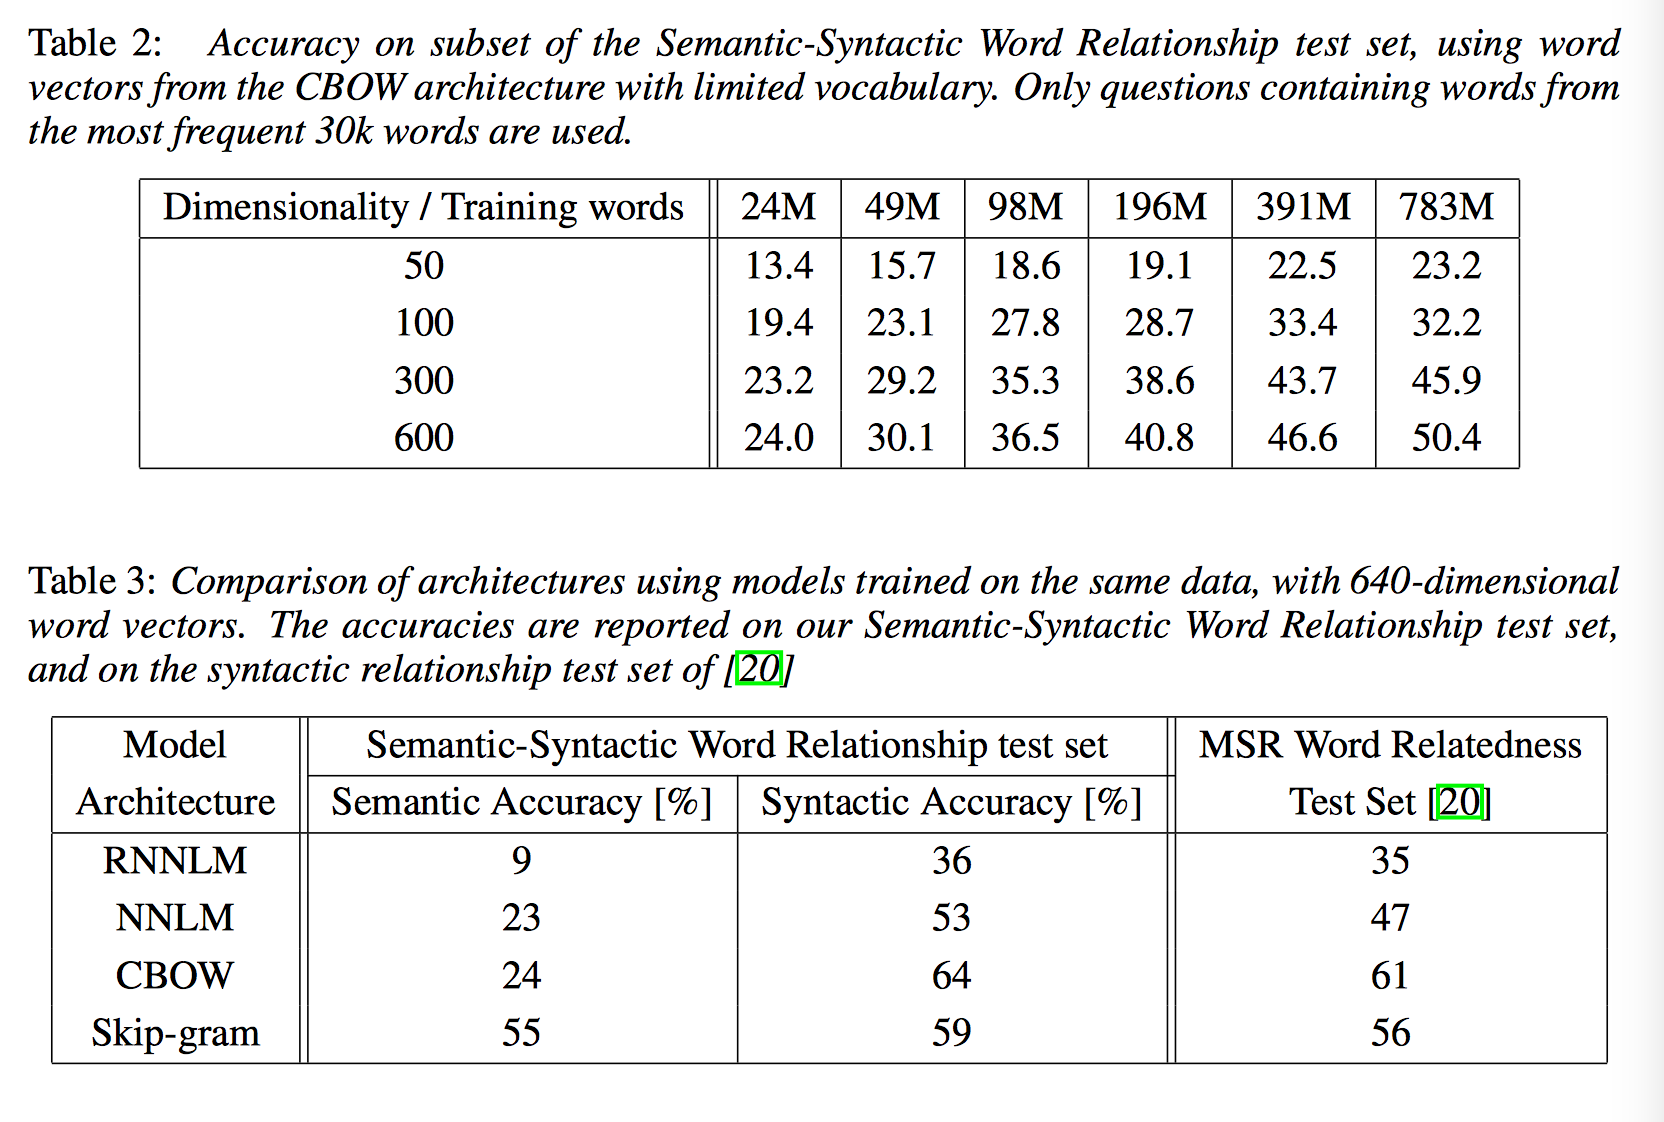 Table 2: Accuracy on subset of the Semantic-Syntactic Word Relationship test set, using word
vectors from the CBOW architecture with limited vocabulary. Only questions containing words from
the most frequent 30k words are used.
Dimensionality / Training words 24M 49M 98M 196M 391M 783M
50 13.4 15.7 18.6 19.1 22.5 23.2
100 19.4 23.1 27.8 28.7 33.4 32.2
300 23.2 29.2 35.3 38.6 43.7 45.9
600 24.0 30.1 36.5 40.8 46.6 50.4
Table 3: Comparison of architectures using models trained on the same data, with 640-dimensional
word vectors. The accuracies are reported on our Semantic-Syntactic Word Relationship test set,
and on the syntactic relationship test set of [20]
Model Semantic-Syntactic Word Relationship test set MSR Word Relatedness
Architecture Semantic Accuracy [%] Syntactic Accuracy [%] Test Set [20]
RNNLM 9 36 35
NNLM 23 53 47
CBOW 24 64 61
Skip-gram 55 59 56